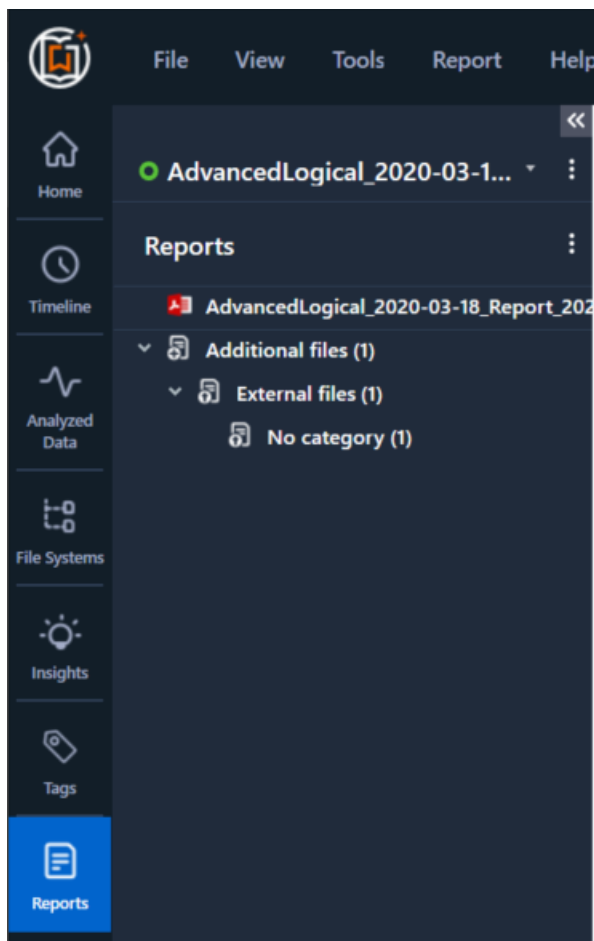 File View Tools Report Help
AdvancedLogical_2020-03-1...
Home
Reports
Timeline
AdvancedLogical_2020-03-18_Report_202
Additional files (1)
External files (1)
Analyzed
Data
No category (1)
File Systems
Insights
Tags
Reports